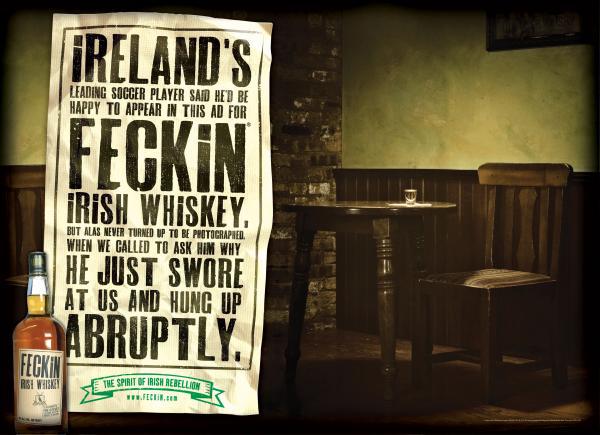 iRELAND'S
LEADING SOCCER PLAYER SAID HE'D BE
HAPPY TO APPEAR IN THIS AD FOR
FECKiN®
iRiSH WHiSKEY,
BUT ALAS NEVER TURNED UP TO BE PHOTOGRAPHED.
WHEN WE CALLED TO ASK HIM WHY
HE JUST SWORE
AT US AND HUNG UP
ABRUPTLY.
THE SPIRIT OF IRISH REBELLION
www.FECKiN.com
FECKiN
IRISH WHISKEY